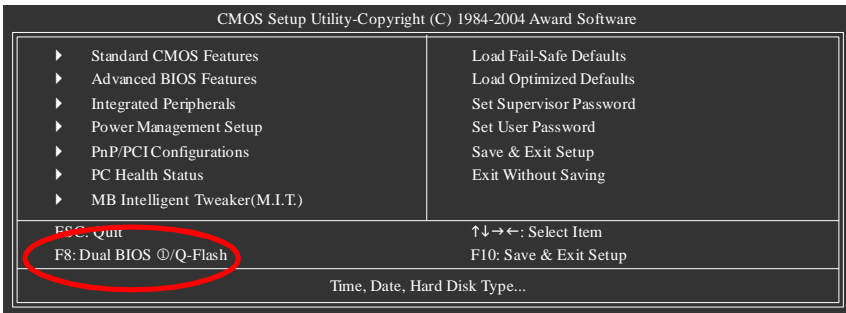 CMOS Setup Utility-Copyright (C) 1984-2004 Award Software
Standard CMOS Features
Advanced BIOS Features
Integrated Peripherals
Power Management Setup
PnP/PCI Configurations
PC Health Status
MB Intelligent Tweaker(M.I.T.)
Load Fail-Safe Defaults
Load Optimized Defaults
Set Supervisor Password
Set User Password
Save & Exit Setup
Exit Without Saving
ESC: Quit
F8: Dual BIOS ①/Q-Flash
↑↓→←: Select Item
F10: Save & Exit Setup
Time, Date, Hard Disk Type...